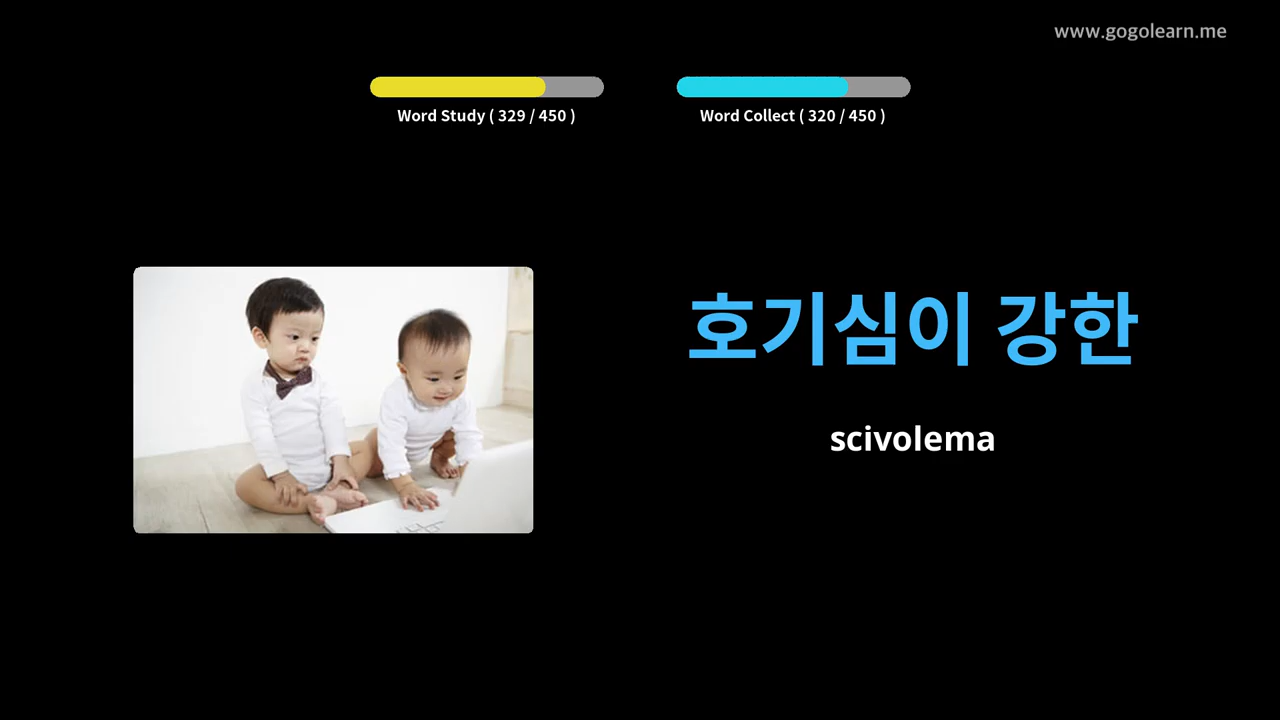 www.gogolearn.me
Word Study ( 329 / 450 )
Word Collect ( 320 / 450 )
호기심이 강한
scivolema